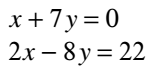 x + 7y = 0
2x − 8y = 22